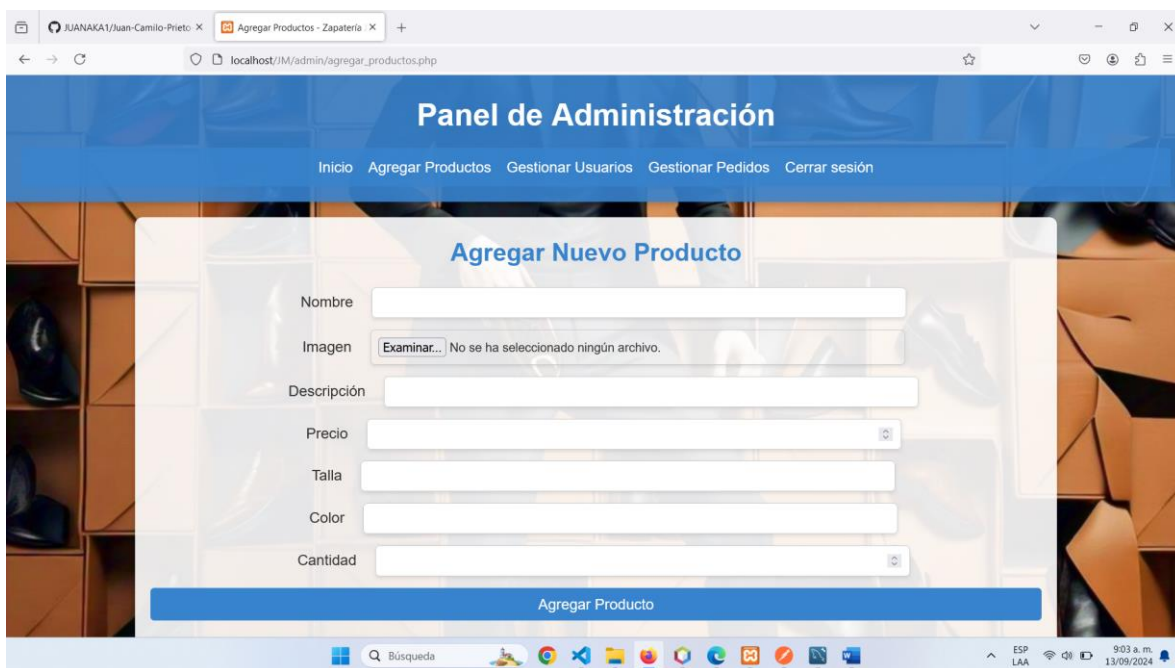 JUANAKA1/Juan-Camilo-Prieto
Agregar Productos - Zapatería
localhost/JM/admin/agregar_productos.php
Panel de Administración
Inicio Agregar Productos Gestionar Usuarios Gestionar Pedidos Cerrar sesión
Agregar Nuevo Producto
Nombre
Imagen Examinar... No se ha seleccionado ningún archivo.
Descripción
Precio
Talla
Color
Cantidad
Agregar Producto
Búsqueda
ESP
LAA
9:03 a. m.
13/09/2024